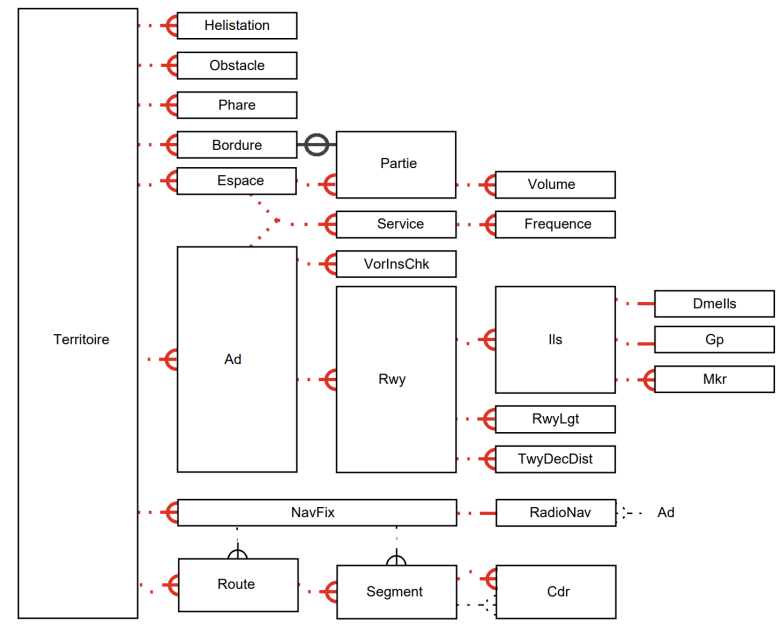 Helistation
Obstacle
Phare
Bordure
Partie
Espace
Volume
Service
Frequence
VorInsChk
DmeIls
Territoire
Ad
Rwy
Ils
Gp
Mkr
RwyLgt
TwyDecDist
NavFix
RadioNav
Ad
Route
Segment
Cdr